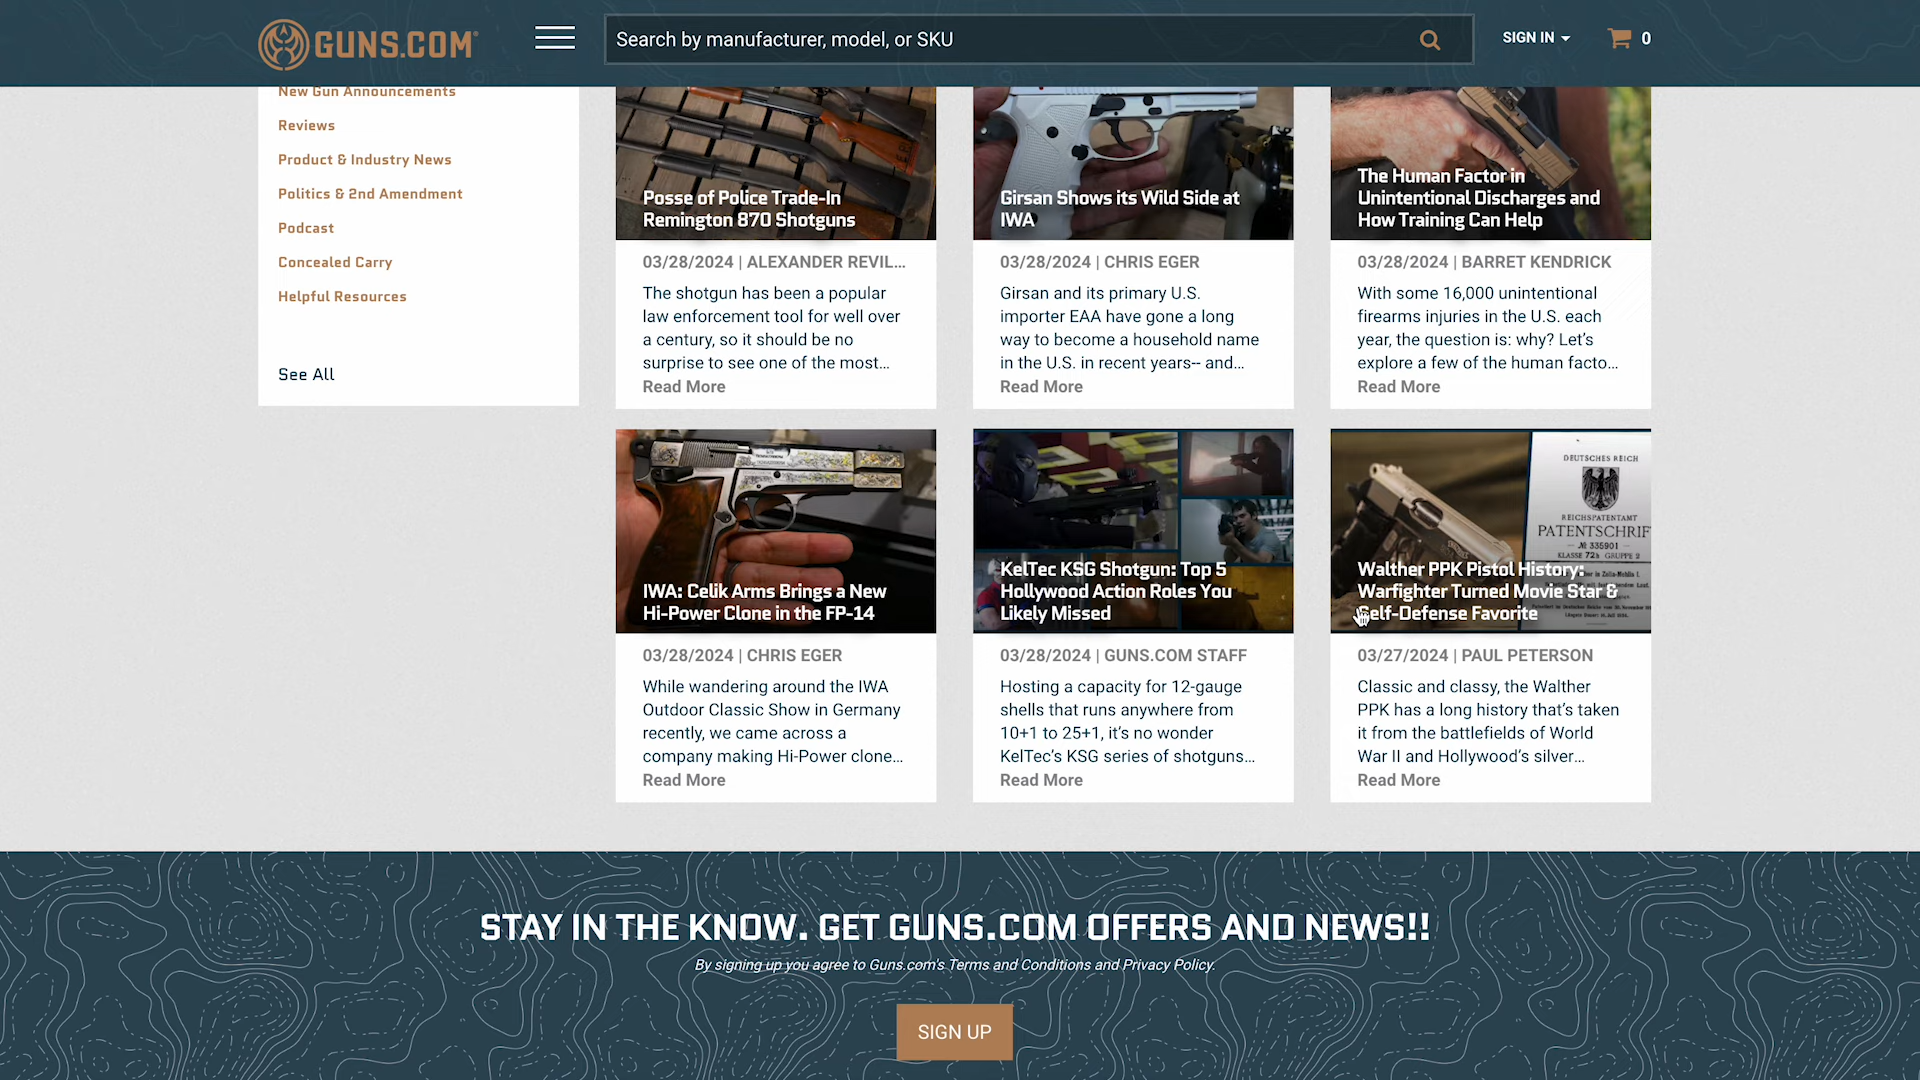 GUNS.COM
Search by manufacturer, model, or SKU
SIGN IN
0
New Gun Announcements
Reviews
Product & Industry News
Politics & 2nd Amendment
Podcast
Concealed Carry
Helpful Resources
See All
Posse of Police Trade-In
Remington 870 Shotguns
03/28/2024 | ALEXANDER REVIL...
The shotgun has been a popular
law enforcement tool for well over
a century, so it should be no
surprise to see one of the most...
Read More
Girsan Shows its Wild Side at
IWA
03/28/2024 | CHRIS EGER
Girsan and its primary U.S.
importer EAA have gone a long
way to become a household name
in the U.S. in recent years-- and...
Read More
The Human Factor in
Unintentional Discharges and
How Training Can Help
03/28/2024 | BARRET KENDRICK
With some 16,000 unintentional
firearms injuries in the U.S. each
year, the question is: why? Let's
explore a few of the human facto...
Read More
IWA: Celik Arms Brings a New
Hi-Power Clone in the FP-14
03/28/2024 | CHRIS EGER
While wandering around the IWA
Outdoor Classic Show in Germany
recently, we came across a
company making Hi-Power clone...
Read More
KelTec KSG Shotgun: Top 5
Hollywood Action Roles You
Likely Missed
03/28/2024 | GUNS.COM STAFF
Hosting a capacity for 12-gauge
shells that runs anywhere from
10+1 to 25+1, it's no wonder
KelTec's KSG series of shotguns...
Read More
DEUTSCHES REICH
REICHSPATENTAMT
PATENTSCHRIF
№ 335901
KLASSE 72h GRUPPE 2
Walther PPK Pistol History:
Warfighter Turned Movie Star &
Self-Defense Favorite
03/27/2024 | PAUL PETERSON
Classic and classy, the Walther
PPK has a long history that's taken
it from the battlefields of World
War II and Hollywood's silver...
Read More
STAY IN THE KNOW. GET GUNS.COM OFFERS AND NEWS!!
By signing up you agree to Guns.com's Terms and Conditions and Privacy Policy.
SIGN UP